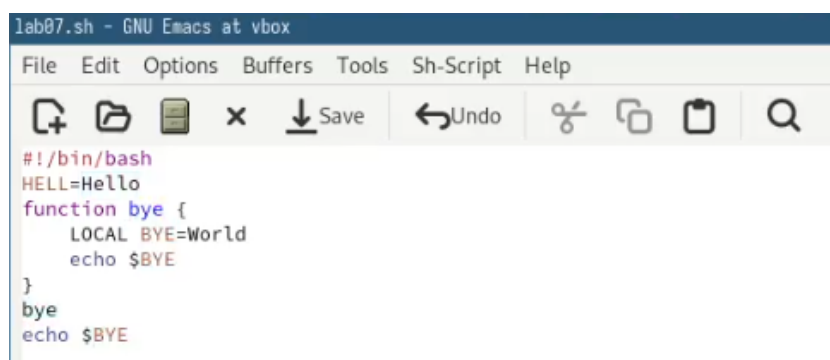 lab07.sh - GNU Emacs at vbox
File Edit Options Buffers Tools Sh-Script Help
Save Undo
#!/bin/bash
HELL=Hello
function bye {
    LOCAL BYE=World
    echo $BYE
}
bye
echo $BYE